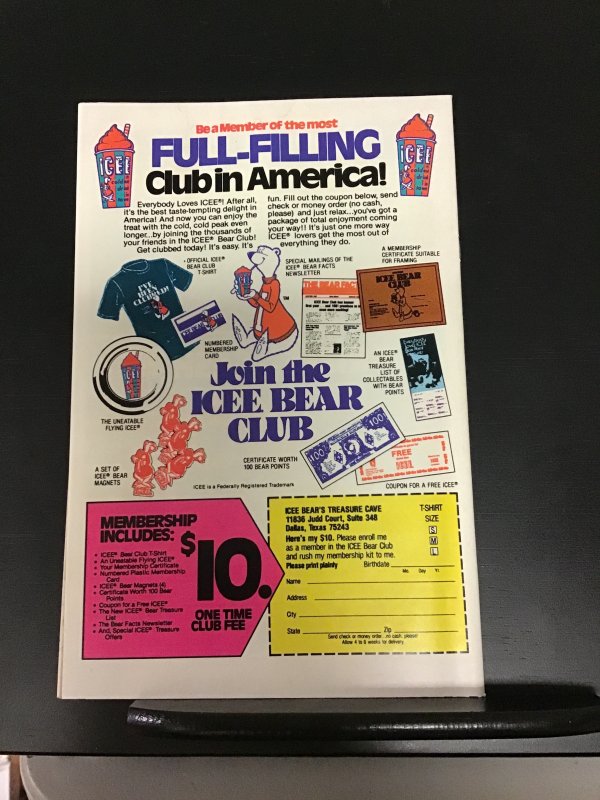 Be a Member of the most
FULL-FILLING
Club in America!
Everybody Loves ICEE®! After all,
it's the best taste-tempting delight in
America! And now you can enjoy the
treat with the cold, cold peak even
longer...by joining the thousands of
your friends in the ICEE® Bear Club!
Get clubbed today! It's easy. It's
fun. Fill out the coupon below, send
check or money order (no cash,
please) and just relax...you've got a
package of total enjoyment coming
your way!! It's just one way
ICEE® lovers get the most out of
everything they do.
ICEE
ICEE
• OFFICIAL ICEE®
BEAR CLUB
T-SHIRT
SPECIAL MAILINGS OF THE
ICEE® BEAR FACTS
NEWSLETTER
A MEMBERSHIP
CERTIFICATE SUITABLE
FOR FRAMING
I'VE
BEEN
CLUBBED!
TM
THE BEAR FACTS
ICEE BEAR
CLUB
NUMBERED
MEMBERSHIP
CARD
AN ICEE®
BEAR
TREASURE
LIST OF
COLLECTABLES
WITH BEAR
POINTS
Join the
ICEE BEAR
CLUB
THE UNEATABLE
FLYING ICEE®
A SET OF
ICEE® BEAR
MAGNETS
CERTIFICATE WORTH
100 BEAR POINTS
100
100
FREE
COUPON FOR A FREE ICEE®
ICEE is a Federally Registered Trademark
MEMBERSHIP
INCLUDES:
• ICEE® Bear Club T-Shirt
• An Uneatable Flying ICEE®
• Your Membership Certificate
• Numbered Plastic Membership
Card
• ICEE® Bear Magnets (4)
• Certificate Worth 100 Bear
Points
• Coupon for a Free ICEE®
• The New ICEE® Bear Treasure
List
• The Bear Facts Newsletter
• And, Special ICEE® Treasure
Offers
$10.
ONE TIME
CLUB FEE
ICEE BEAR'S TREASURE CAVE
11836 Judd Court, Suite 348
Dallas, Texas 75243
Here's my $10. Please enroll me
as a member in the ICEE Bear Club
and rush my membership kit to me.
Please print plainly Birthdate
Mo. Day Yr.
T-SHIRT
SIZE
S
M
L
Name
Address
City
State Zip
Send check or money order...no cash, please!
Allow 4 to 6 weeks for delivery.